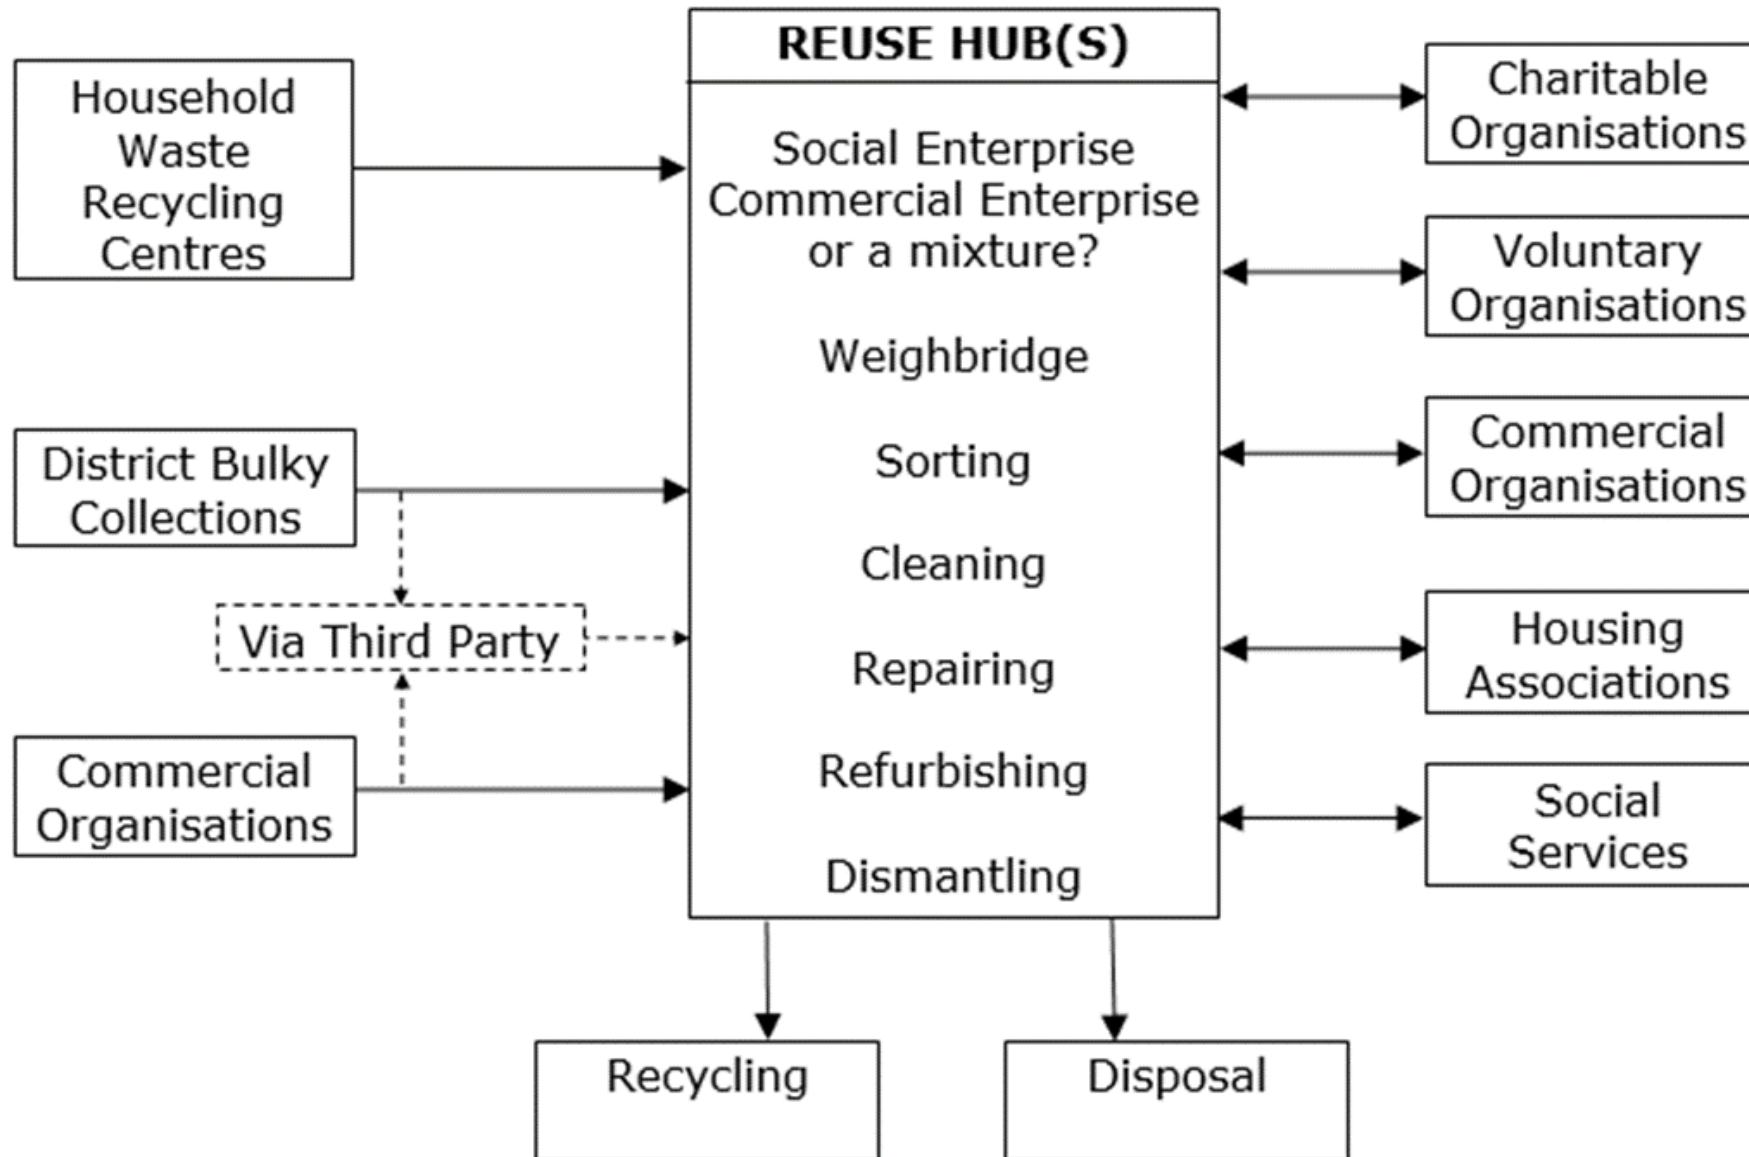 REUSE HUB(S)
Household
Waste
Recycling
Centres
District Bulky
Collections
Via Third Party
Commercial
Organisations
Social Enterprise
Commercial Enterprise
or a mixture?
Weighbridge
Sorting
Cleaning
Repairing
Refurbishing
Dismantling
Charitable
Organisations
Voluntary
Organisations
Commercial
Organisations
Housing
Associations
Social
Services
Recycling
Disposal